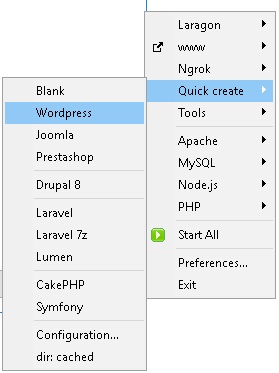 Laragon
www
Ngrok
Quick create
Tools
Apache
MySQL
Node.js
PHP
Start All
Preferences...
Exit
Blank
Wordpress
Joomla
Prestashop
Drupal 8
Laravel
Laravel 7z
Lumen
CakePHP
Symfony
Configuration...
dir: cached